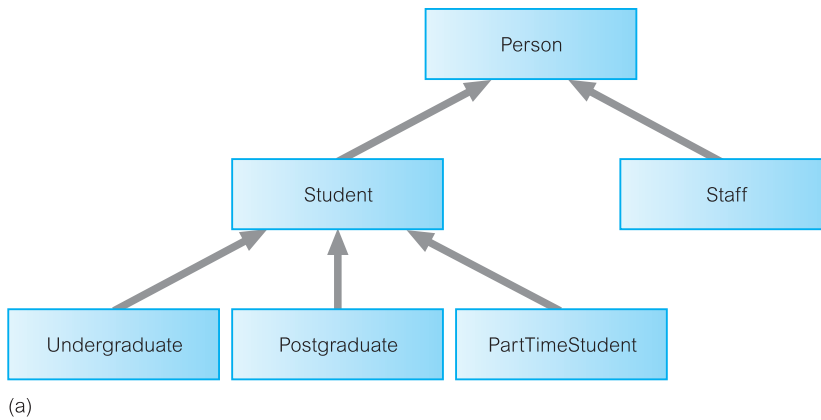 Person
Student
Staff
Undergraduate
Postgraduate
PartTimeStudent
(a)